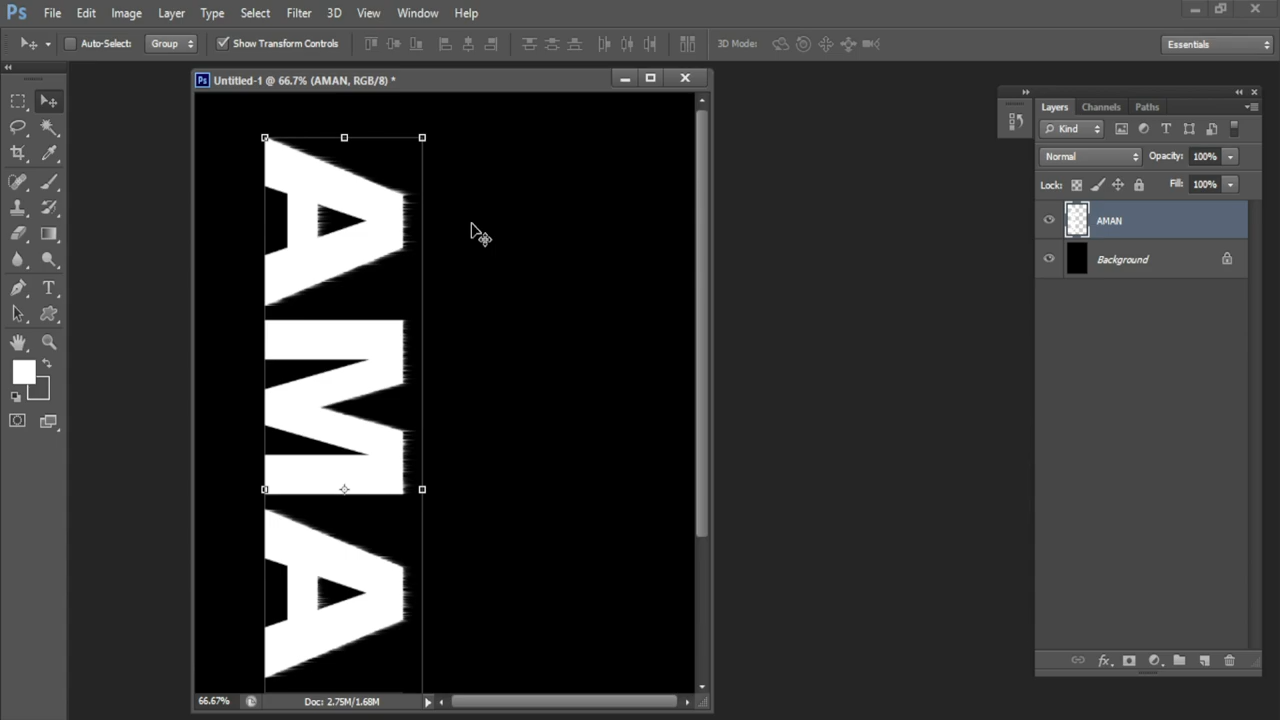 Ps File Edit Image Layer Type Select Filter 3D View Window Help
Auto-Select: Group Show Transform Controls 3D Mode: Essentials
Ps Untitled-1 @ 66.7% (AMAN, RGB/8) *
AMA
66.67% Doc: 2.75M/1.68M
Layers Channels Paths
Kind
Normal Opacity: 100%
Lock: Fill: 100%
AMAN
Background
fx